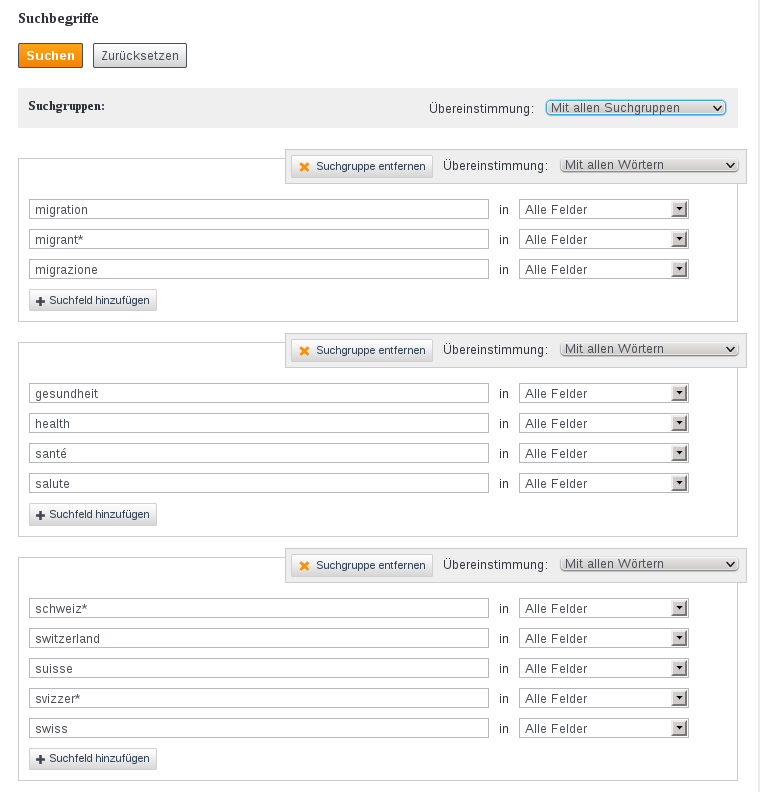 Suchbegriffe
Suchen Zurücksetzen
Suchgruppen: Übereinstimmung: Mit allen Suchgruppen
Suchgruppe entfernen Übereinstimmung: Mit allen Wörtern
migration in Alle Felder
migrant* in Alle Felder
migrazione in Alle Felder
Suchfeld hinzufügen
Suchgruppe entfernen Übereinstimmung: Mit allen Wörtern
gesundheit in Alle Felder
health in Alle Felder
santé in Alle Felder
salute in Alle Felder
Suchfeld hinzufügen
Suchgruppe entfernen Übereinstimmung: Mit allen Wörtern
schweiz* in Alle Felder
switzerland in Alle Felder
suisse in Alle Felder
svizzer* in Alle Felder
swiss in Alle Felder
Suchfeld hinzufügen